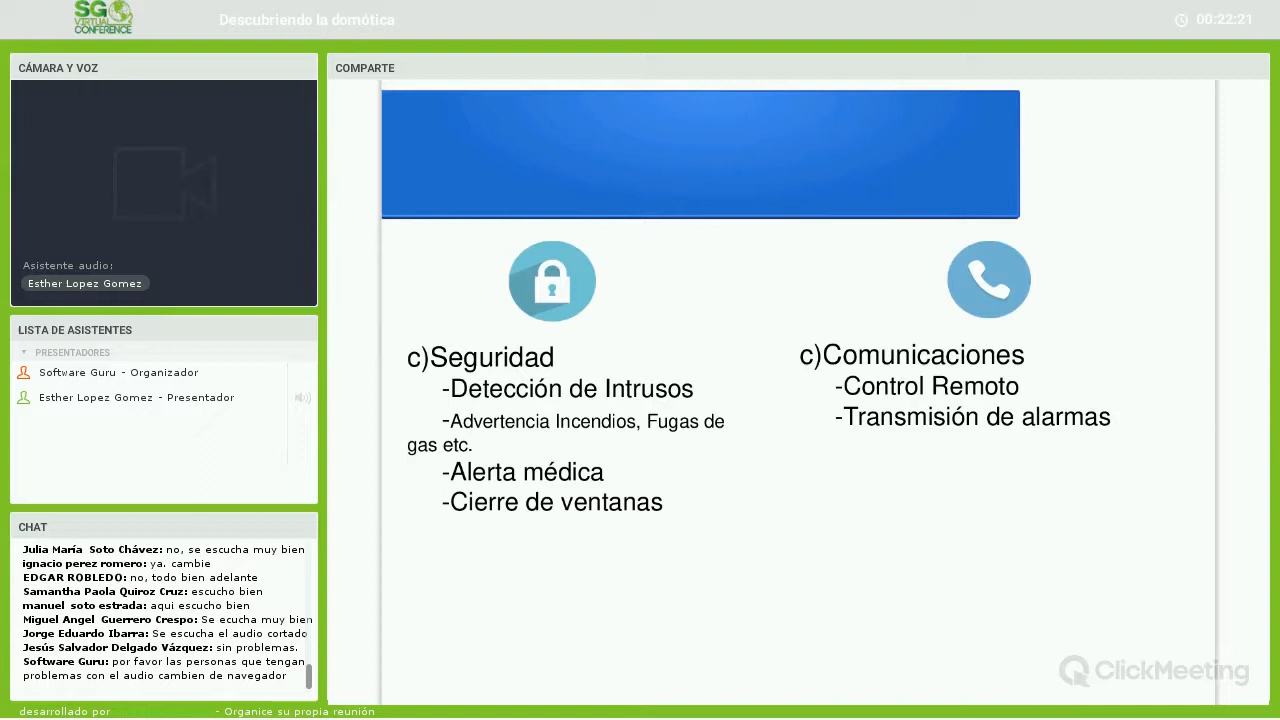 SG
VIRTUAL
CONFERENCE
Descubriendo la domótica
00:22:21
CÁMARA Y VOZ
Asistente audio:
Esther Lopez Gomez
LISTA DE ASISTENTES
PRESENTADORES
Software Guru - Organizador
Esther Lopez Gomez - Presentador
CHAT
Julia María Soto Chávez: no, se escucha muy bien
ignacio perez romero: ya. cambie
EDGAR ROBLEDO: no, todo bien adelante
Samantha Paola Quiroz Cruz: escucho bien
manuel soto estrada: aqui escucho bien
Miguel Angel Guerrero Crespo: Se ecucha muy bien
Jorge Eduardo Ibarra: Se escucha el audio cortado
Jesús Salvador Delgado Vázquez: sin problemas.
Software Guru: por favor las personas que tengan
problemas con el audio cambien de navegador
desarrollado por
- Organice su propia reunión
COMPARTE
c)Seguridad
-Detección de Intrusos
-Advertencia Incendios, Fugas de
gas etc.
-Alerta médica
-Cierre de ventanas
c)Comunicaciones
-Control Remoto
-Transmisión de alarmas
ClickMeeting